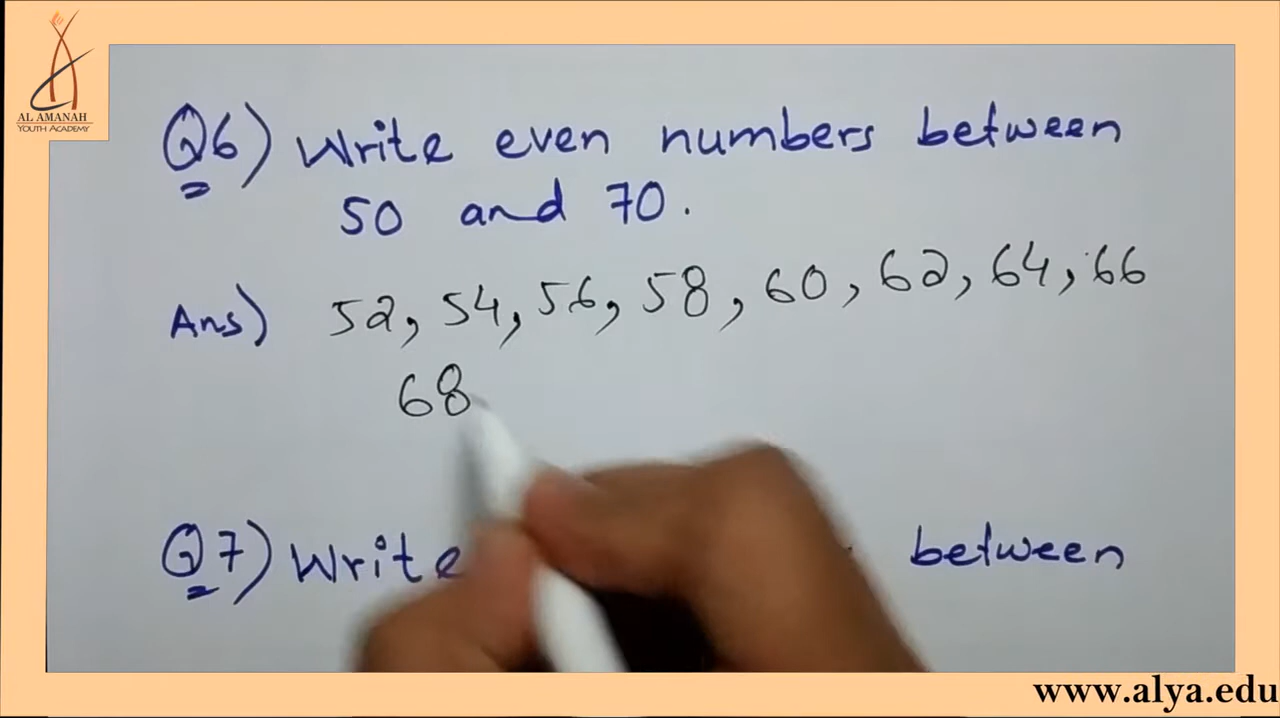 AL AMANAH
YOUTH ACADEMY
Q6) Write even numbers between
50 and 70.
Ans) 52, 54, 56, 58, 60, 62, 64, 66
68
Q7) Write between
www.alya.edu